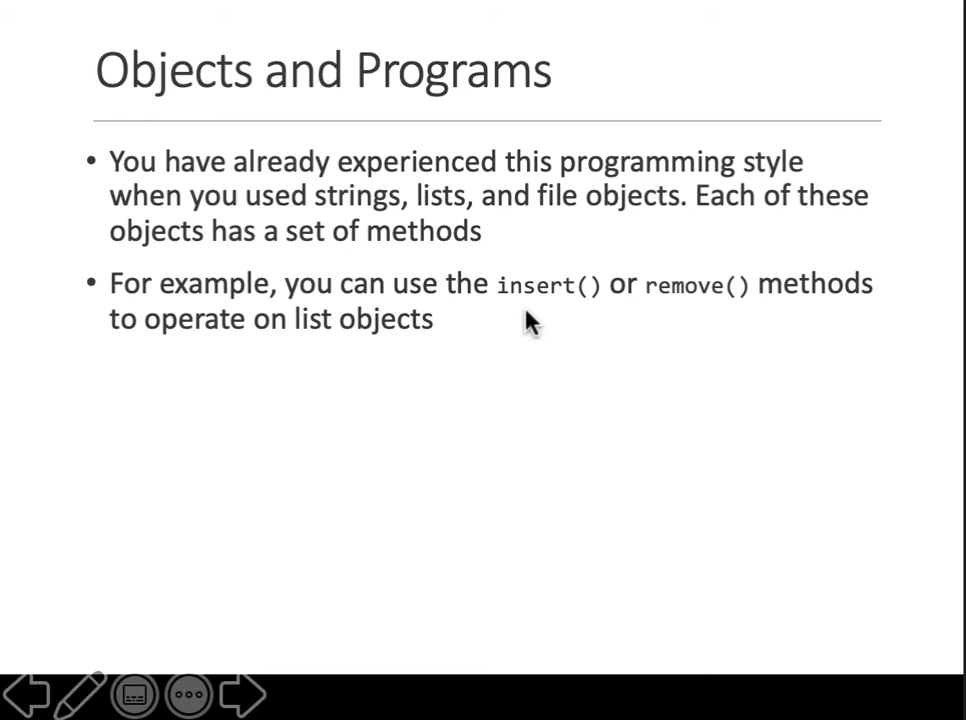 Objects and Programs
• You have already experienced this programming style
when you used strings, lists, and file objects. Each of these
objects has a set of methods
• For example, you can use the insert() or remove() methods
to operate on list objects